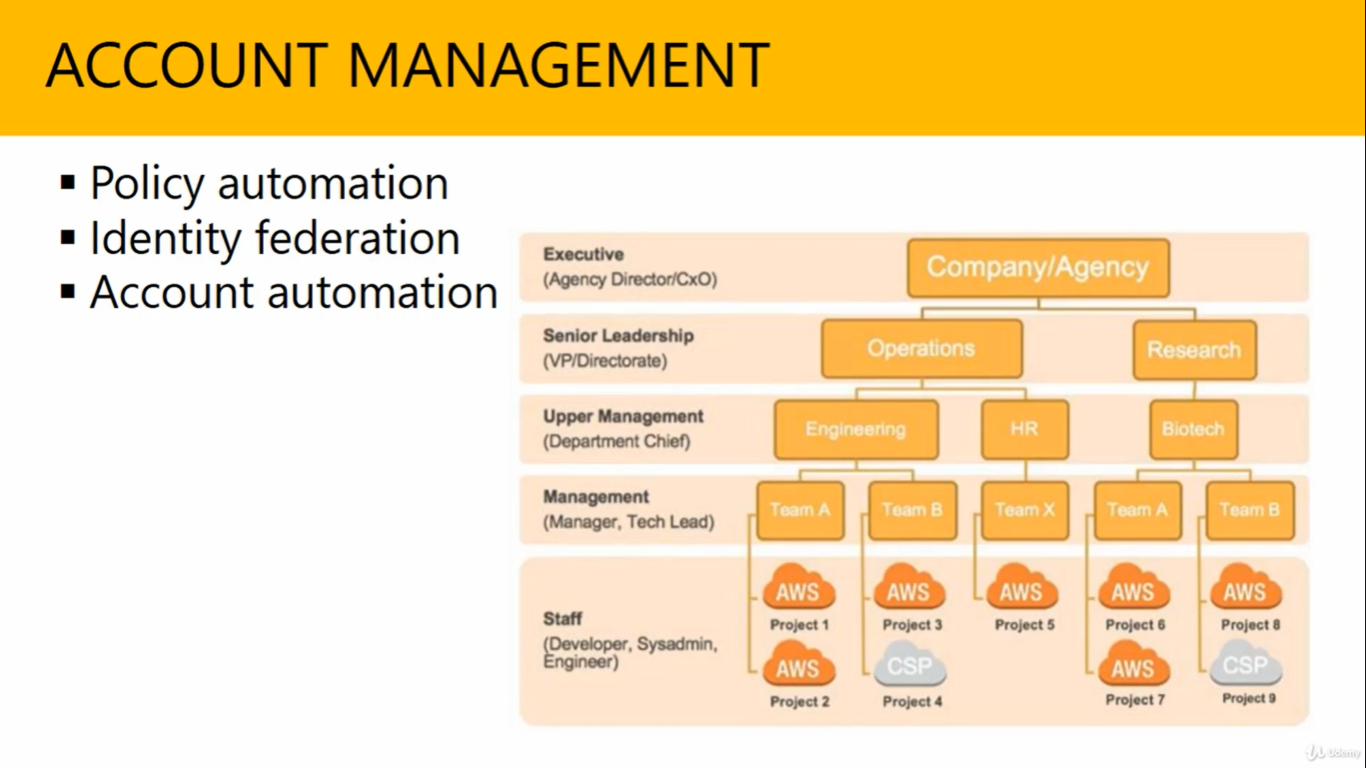 ACCOUNT MANAGEMENT
▪ Policy automation
▪ Identity federation
▪ Account automation
Executive
(Agency Director/CxO)
Company/Agency
Senior Leadership
(VP/Directorate)
Operations
Research
Upper Management
(Department Chief)
Engineering
HR
Biotech
Management
(Manager, Tech Lead)
Team A
Team B
Team X
Team A
Team B
Staff
(Developer, Sysadmin,
Engineer)
AWS
Project 1
AWS
Project 3
AWS
Project 5
AWS
Project 6
AWS
Project 8
AWS
Project 2
CSP
Project 4
AWS
Project 7
CSP
Project 9
Udemy